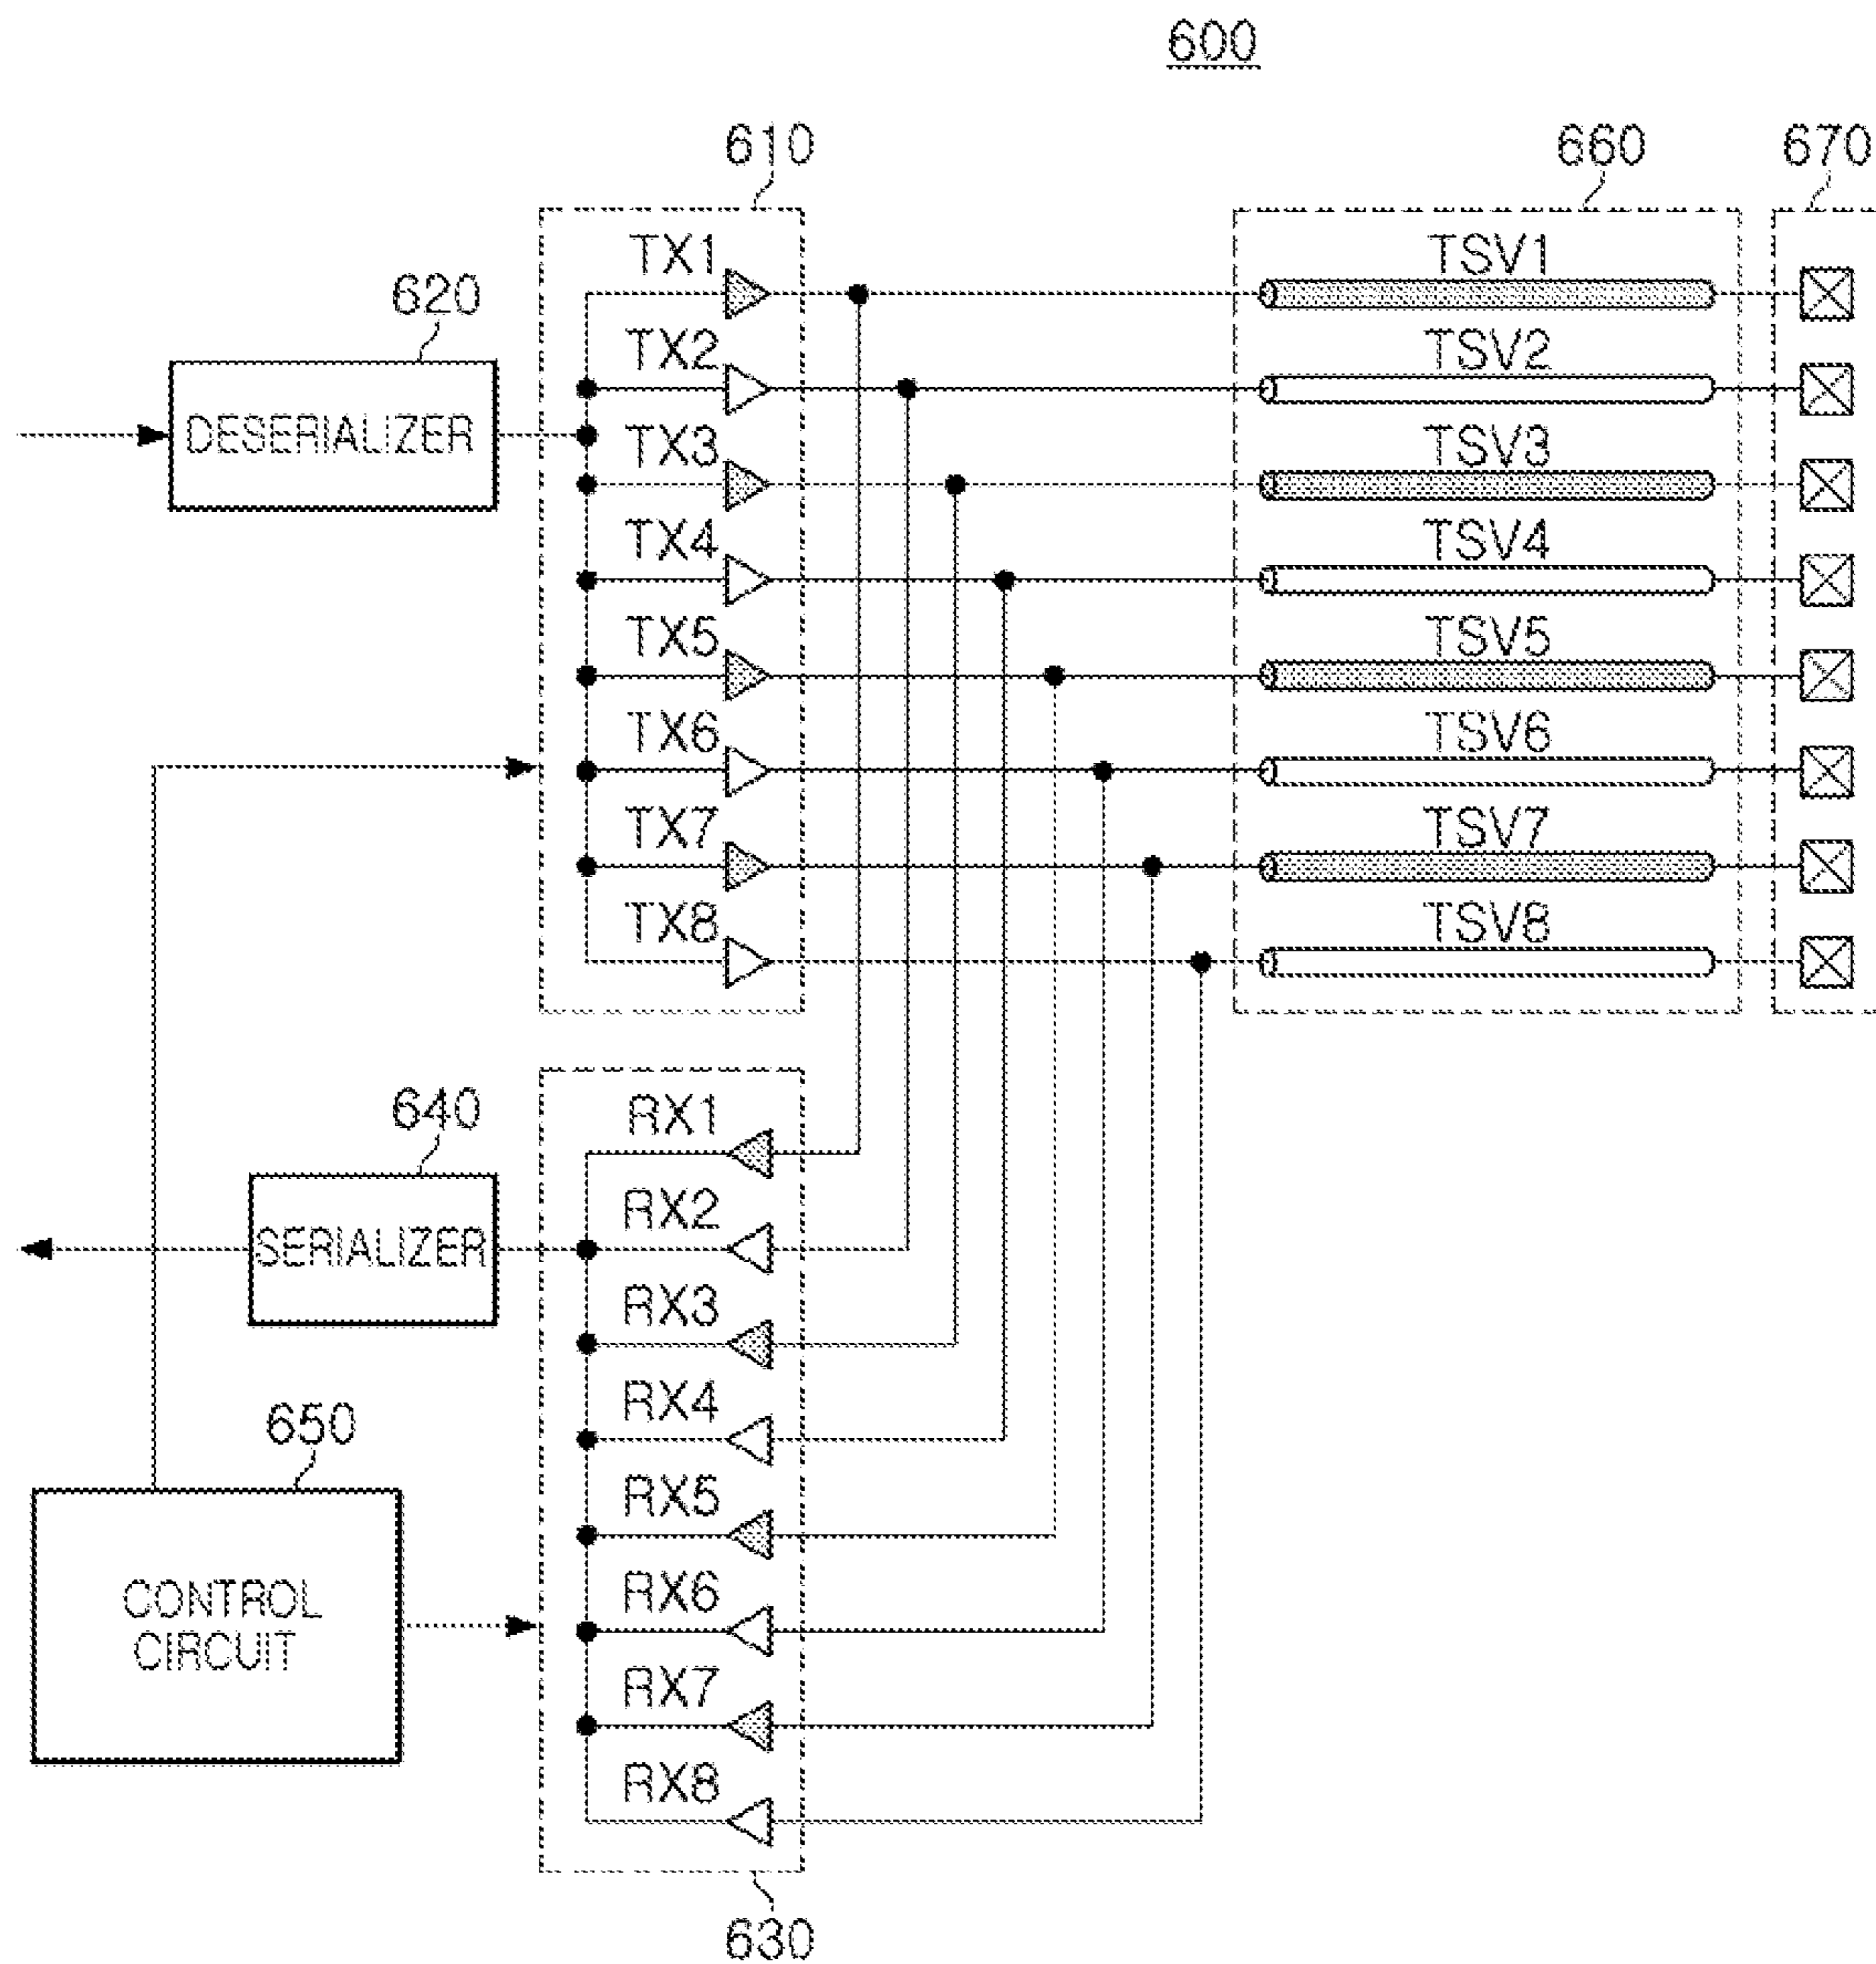 600
610
660
670
TX1
TSV1
620
TX2
TSV2
DESERIALIZER
TX3
TSV3
TX4
TSV4
TX5
TSV5
TX6
TSV6
TX7
TSV7
TX8
TSV8
640
RX1
SERIALIZER
RX2
RX3
650
RX4
RX5
CONTROL
CIRCUIT
RX6
RX7
RX8
630